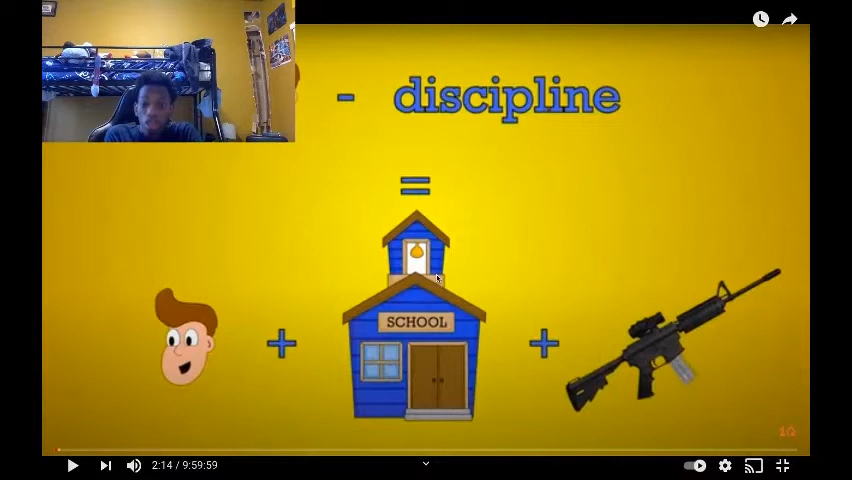 - discipline
=
SCHOOL
+ +
2:14 / 9:59:59